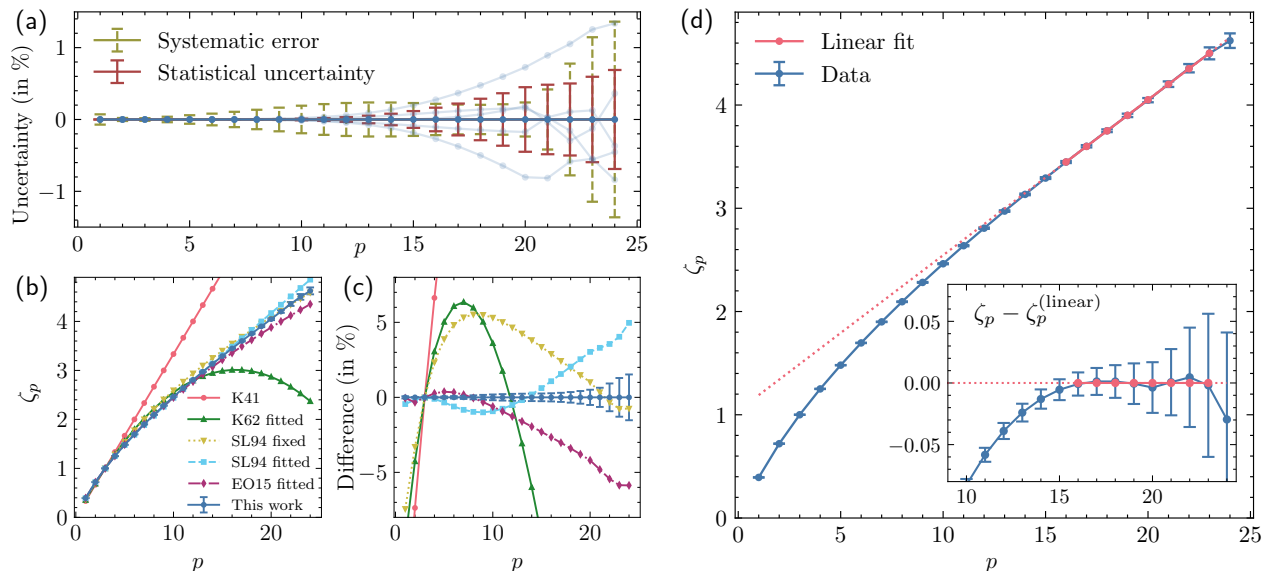 (a)
Uncertainty (in %)
1
0
−1
Systematic error
Statistical uncertainty
0 5 10 15 20 25
p
(b)
ζp
4
3
2
1
0
K41
K62 fitted
SL94 fixed
SL94 fitted
EO15 fitted
This work
0 10 20
p
(c)
Difference (in %)
5
0
−5
0 10 20
p
(d)
ζp
4
3
2
1
0
Linear fit
Data
0 5 10 15 20 25
p
ζp − ζp(linear)
0.05
0.00
−0.05
10 15 20